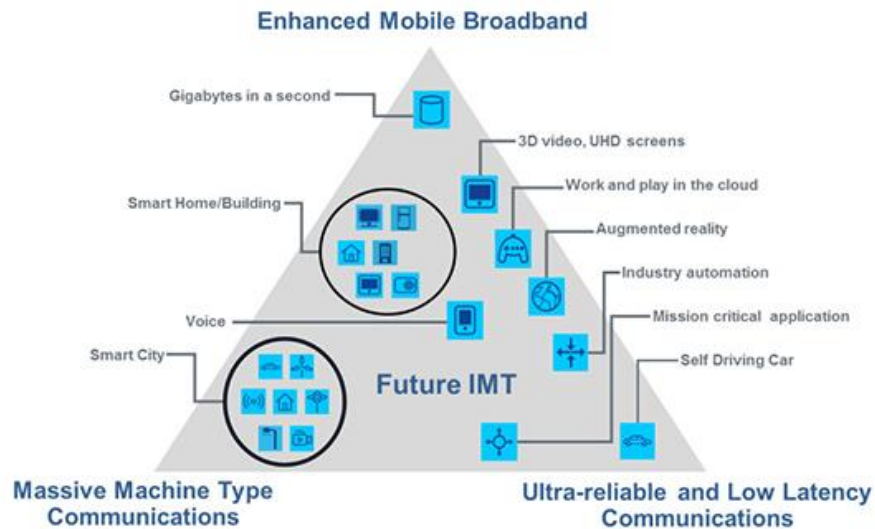 Enhanced Mobile Broadband
Gigabytes in a second
3D video, UHD screens
Smart Home/Building
Work and play in the cloud
Augmented reality
Industry automation
Voice
Mission critical application
Smart City
Self Driving Car
Future IMT
Massive Machine Type
Communications
Ultra-reliable and Low Latency
Communications